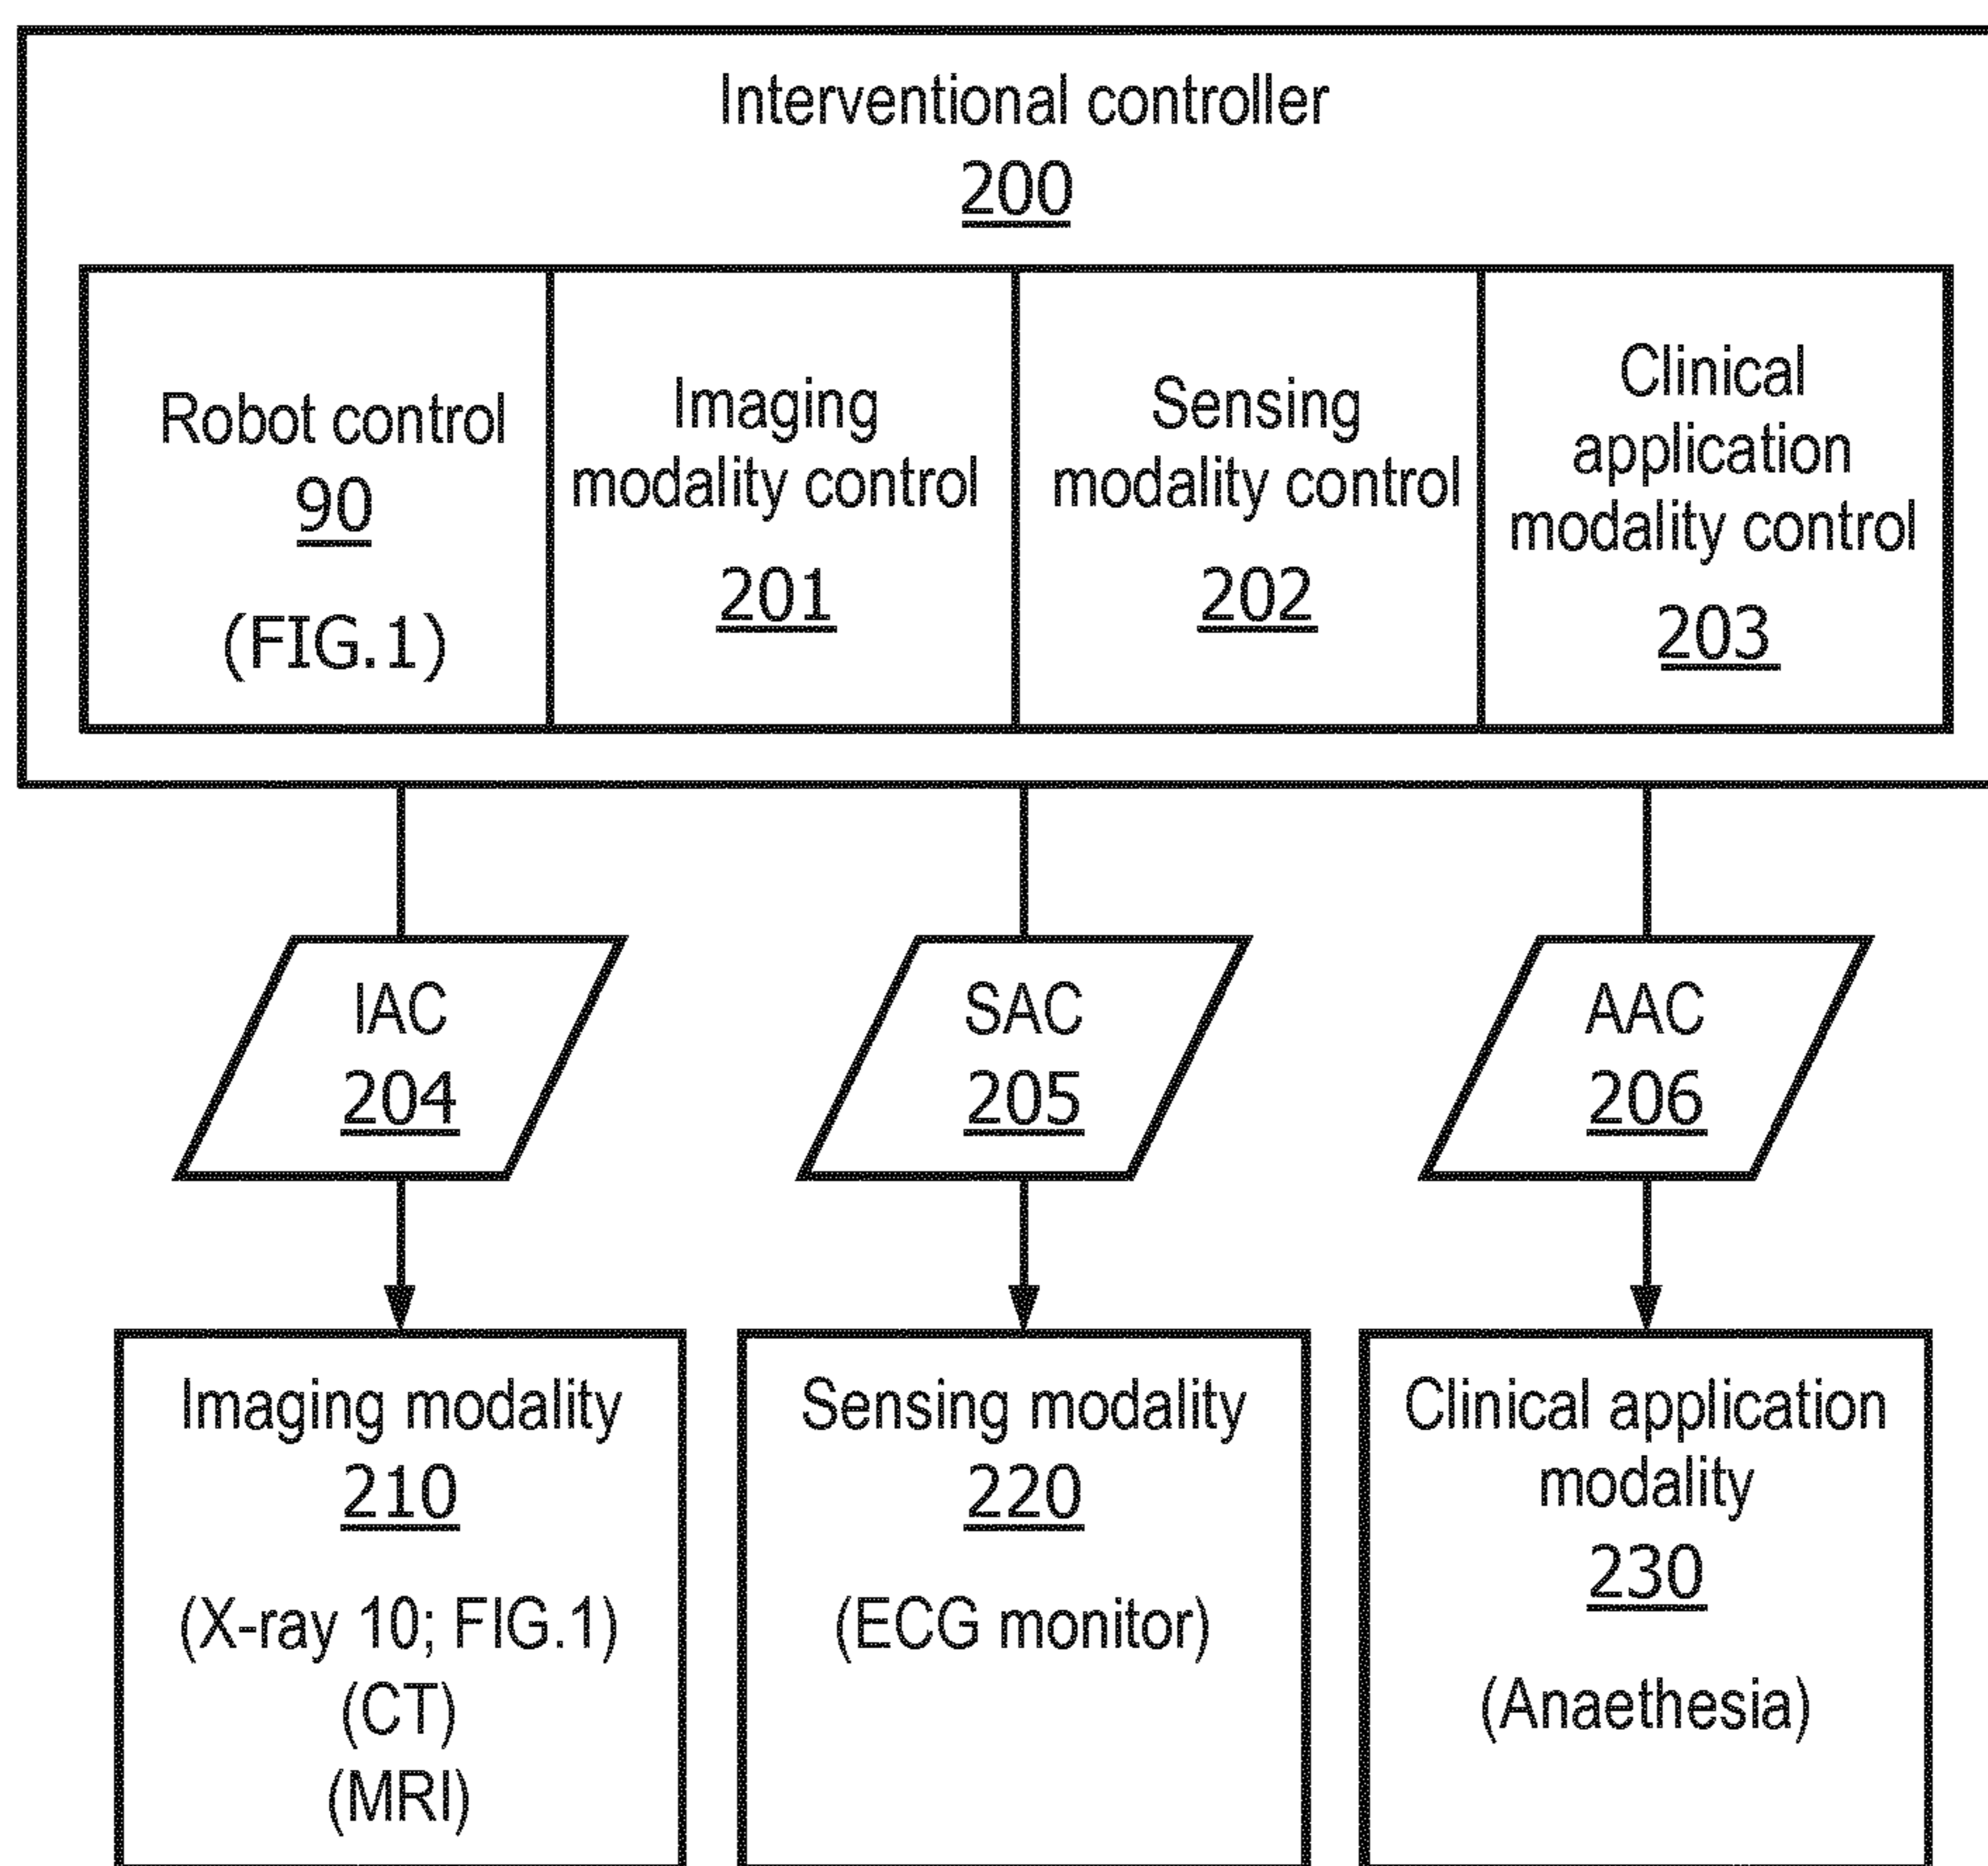 Interventional controller
200
Robot control
90
(FIG.1)
Imaging
modality control
201
Sensing
modality control
202
Clinical
application
modality control
203
IAC
204
SAC
205
AAC
206
Imaging modality
210
(X-ray 10; FIG.1)
(CT)
(MRI)
Sensing modality
220
(ECG monitor)
Clinical application
modality
230
(Anaethesia)